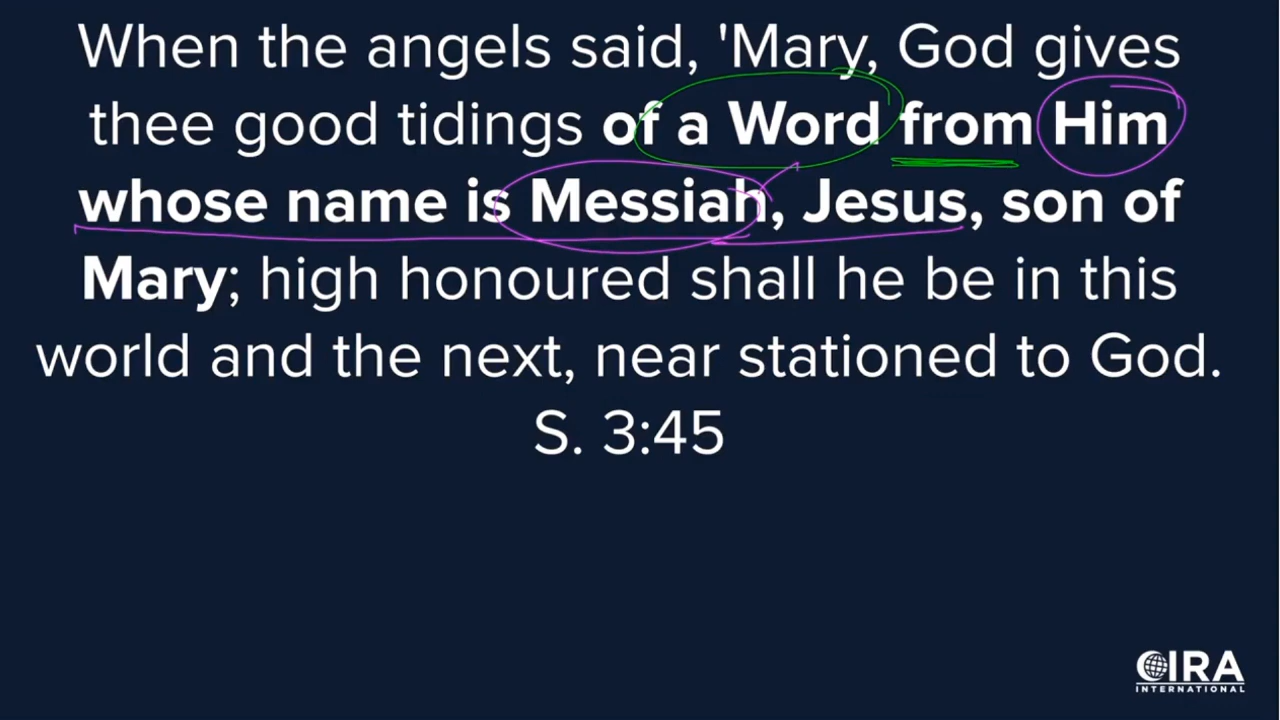 When the angels said, 'Mary, God gives
thee good tidings of a Word from Him
whose name is Messiah, Jesus, son of
Mary; high honoured shall he be in this
world and the next, near stationed to God.
S. 3:45
CIRA
INTERNATIONAL